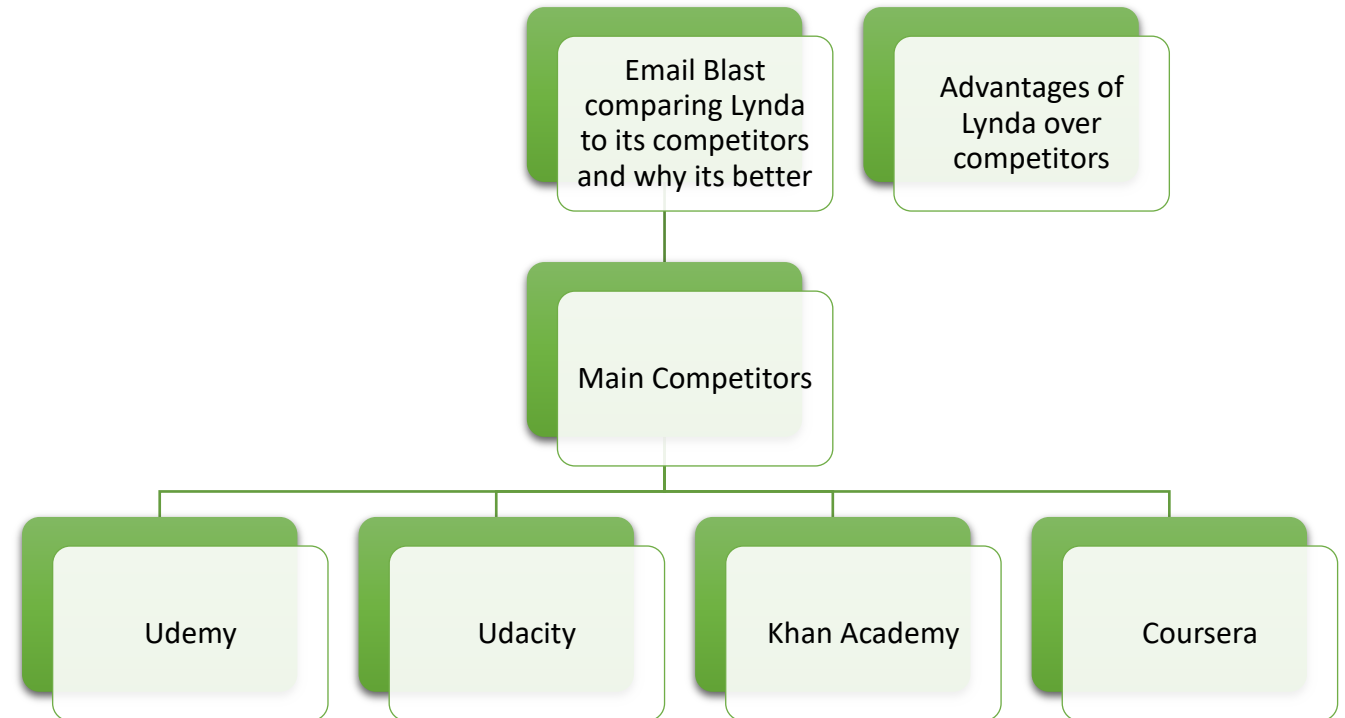 Email Blast
comparing Lynda
to its competitors
and why its better
Advantages of
Lynda over
competitors
Main Competitors
Udemy
Udacity
Khan Academy
Coursera